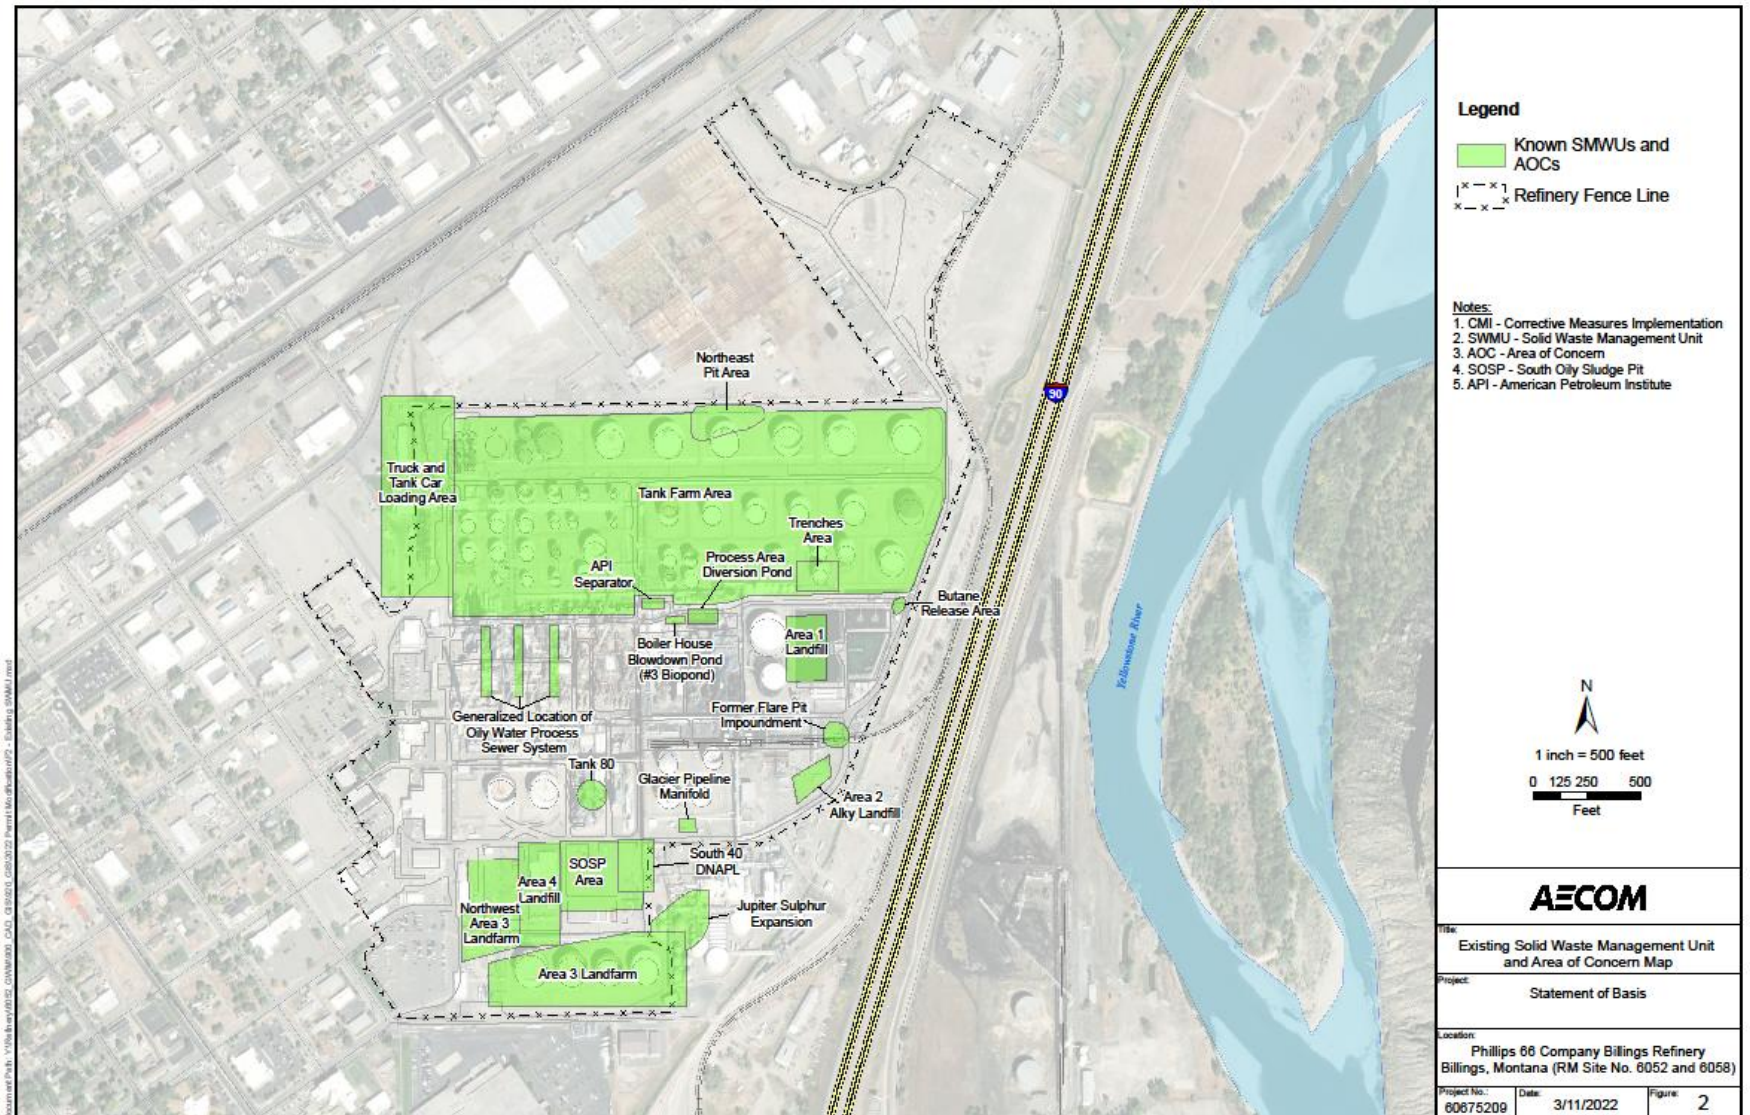 Northeast
Pit Area
90
Truck and
Tank Car
Loading Area
Tank Farm Area
Trenches
Area
API
Separator
Process Area
Diversion Pond
Butane
Release Area
Boiler House
Blowdown Pond
(#3 Biopond)
Area 1
Landfill
Yellowstone River
Generalized Location of
Oily Water Process
Sewer System
Former Flare Pit
Impoundment
Tank 80
Glacier Pipeline
Manifold
Area 2
Alky Landfill
SOSP
Area
South 40
DNAPL
Area 4
Landfill
Northwest
Area 3
Landfarm
Jupiter Sulphur
Expansion
Area 3 Landfarm
Legend
Known SMWUs and
AOCs
Refinery Fence Line
Notes:
1. CMI - Corrective Measures Implementation
2. SWMU - Solid Waste Management Unit
3. AOC - Area of Concern
4. SOSP - South Oily Sludge Pit
5. API - American Petroleum Institute
N
1 inch = 500 feet
0 125 250 500
Feet
AECOM
Title:
Existing Solid Waste Management Unit
and Area of Concern Map
Project:
Statement of Basis
Location:
Phillips 66 Company Billings Refinery
Billings, Montana (RM Site No. 6052 and 6058)
Project No.:
60675209
Date:
3/11/2022
Figure:
2